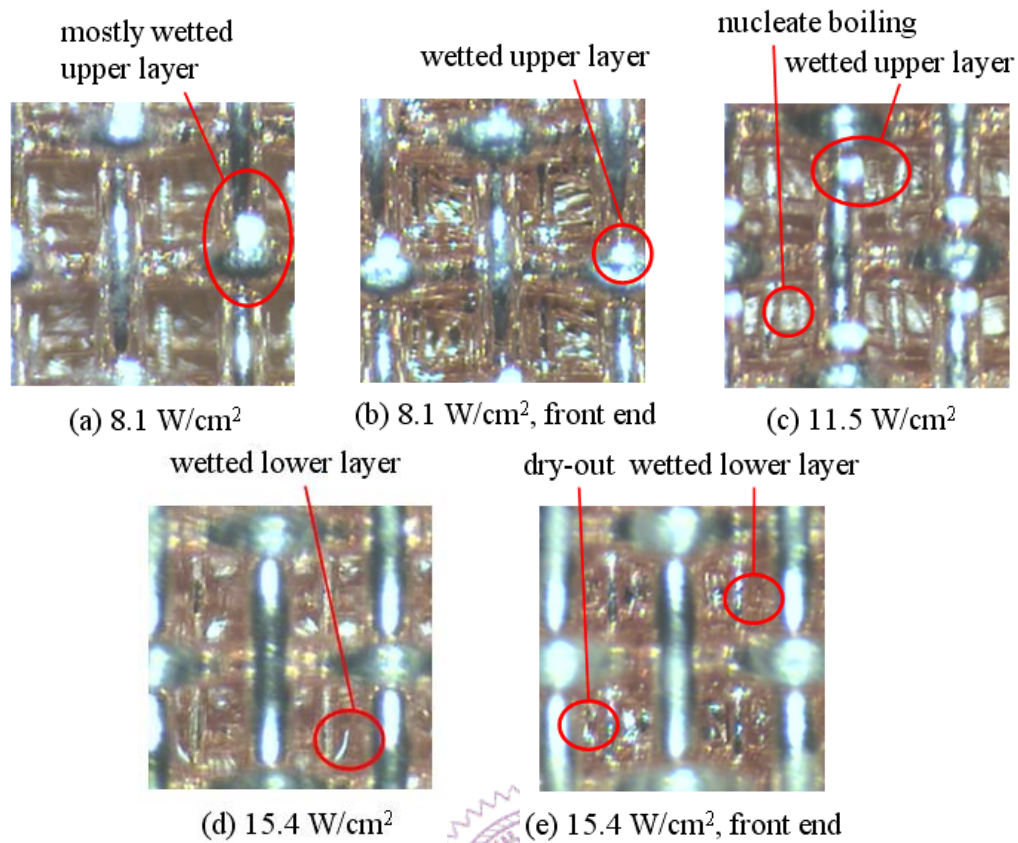 mostly wetted
upper layer
wetted upper layer
nucleate boiling
wetted upper layer
(a) 8.1 W/cm²
(b) 8.1 W/cm², front end
(c) 11.5 W/cm²
wetted lower layer
dry-out wetted lower layer
(d) 15.4 W/cm²
(e) 15.4 W/cm², front end